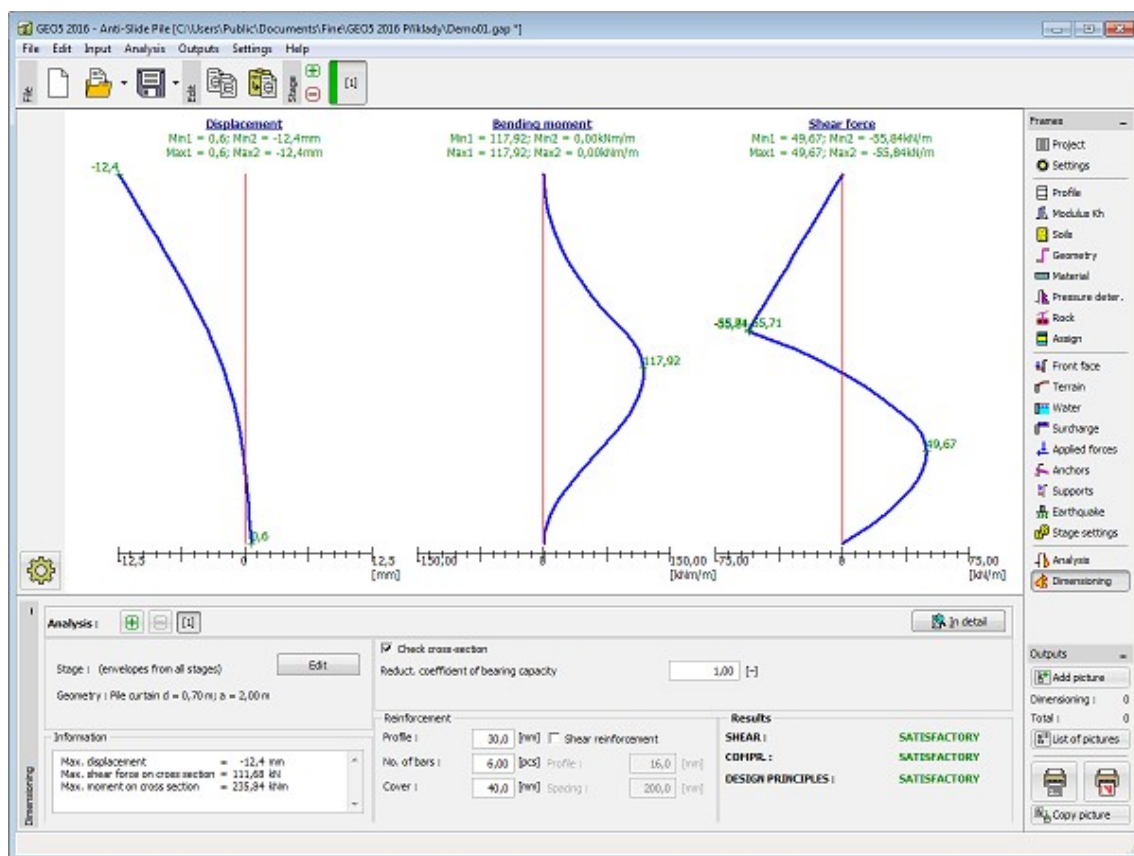 GEO5 2016 - Anti-Slide Pile [C:\Users\Public\Documents\Fine\GEO5 2016 Příklady\Demo01.gap *]
File Edit Input Analysis Outputs Settings Help
File Edit Stage [1]
Displacement
Min1 = 0,6; Min2 = -12,4mm
Max1 = 0,6; Max2 = -12,4mm
-12,4
0,6
-12,5 0 12,5
[mm]
Bending moment
Min1 = 117,92; Min2 = 0,00kNm/m
Max1 = 117,92; Max2 = 0,00kNm/m
117,92
-150,00 0 150,00
[kNm/m]
Shear force
Min1 = 49,67; Min2 = -55,84kN/m
Max1 = 49,67; Max2 = -55,84kN/m
49,67
-75,00 0 75,00
[kN/m]
Frames
Project
Settings
Profile
Modulus Kh
Soils
Geometry
Material
Pressure deter.
Rock
Assign
Front face
Terrain
Water
Surcharge
Applied forces
Anchors
Supports
Earthquake
Stage settings
Analysis
Dimensioning
Outputs
Add picture
Dimensioning : 0
Total : 0
List of pictures
Copy picture
Dimensioning
Analysis : [1] In detail
Stage : (envelopes from all stages) Edit
Geometry : Pile curtain d = 0,70 m; a = 2,00 m
Information
Max. displacement = -12,4 mm
Max. shear force on cross section = 111,68 kN
Max. moment on cross section = 235,84 kNm
Check cross-section
Reduct. coefficient of bearing capacity 1,00 [-]
Reinforcement
Profile : 30,0 [mm] Shear reinforcement
No. of bars : 6,00 [pcs] Profile : 16,0 [mm]
Cover : 40,0 [mm] Spacing : 200,0 [mm]
Results
SHEAR : SATISFACTORY
COMPR. : SATISFACTORY
DESIGN PRINCIPLES : SATISFACTORY